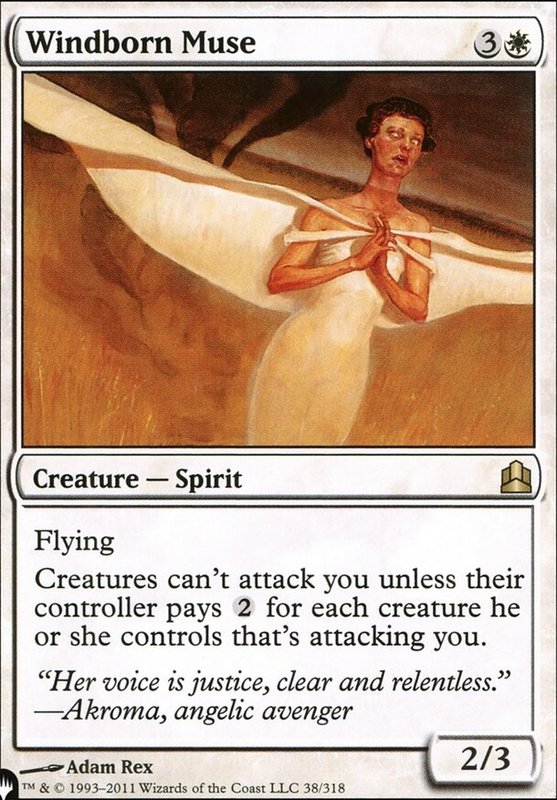 Windborn Muse 3
Creature — Spirit
Flying
Creatures can't attack you unless their
controller pays 2 for each creature he
or she controls that's attacking you.
“Her voice is justice, clear and relentless.”
—Akroma, angelic avenger
2/3
Adam Rex
™ & © 1993–2011 Wizards of the Coast LLC 38/318